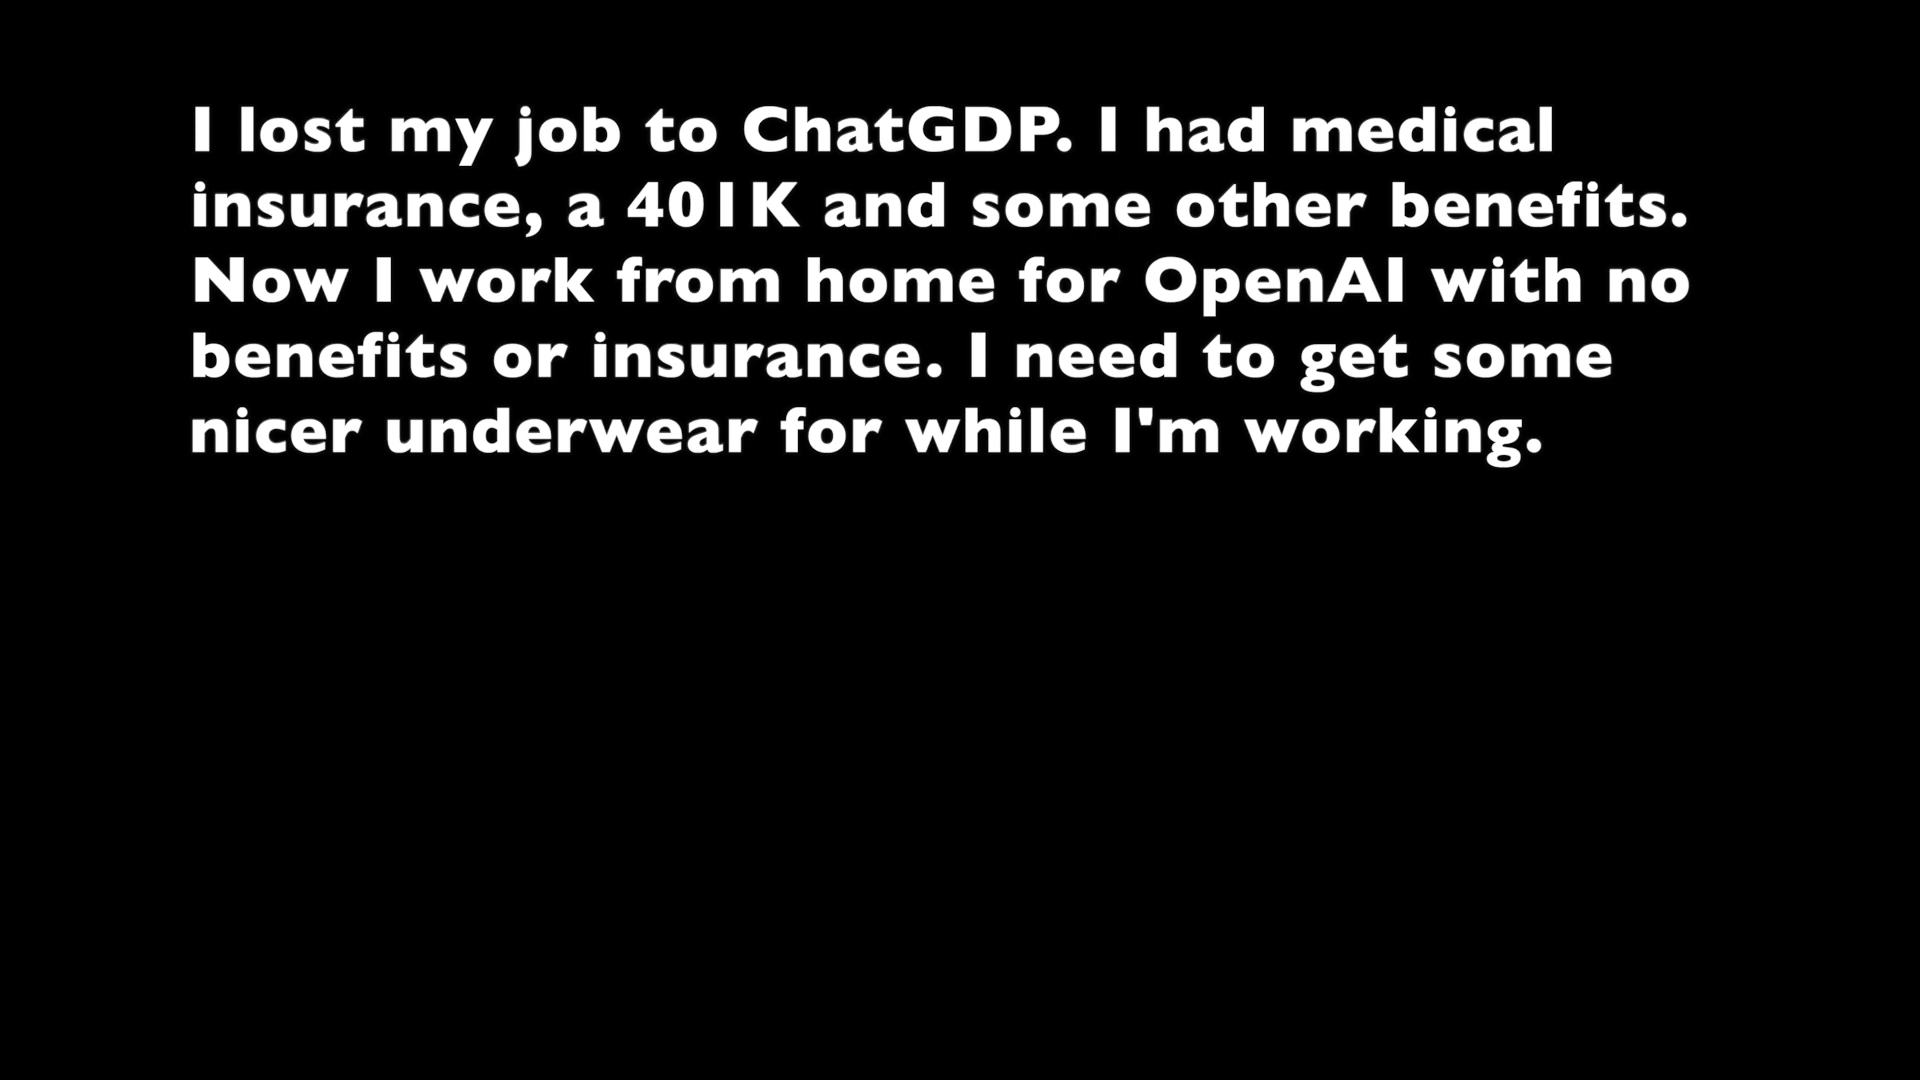 I lost my job to ChatGDP. I had medical
insurance, a 401K and some other benefits.
Now I work from home for OpenAI with no
benefits or insurance. I need to get some
nicer underwear for while I'm working.